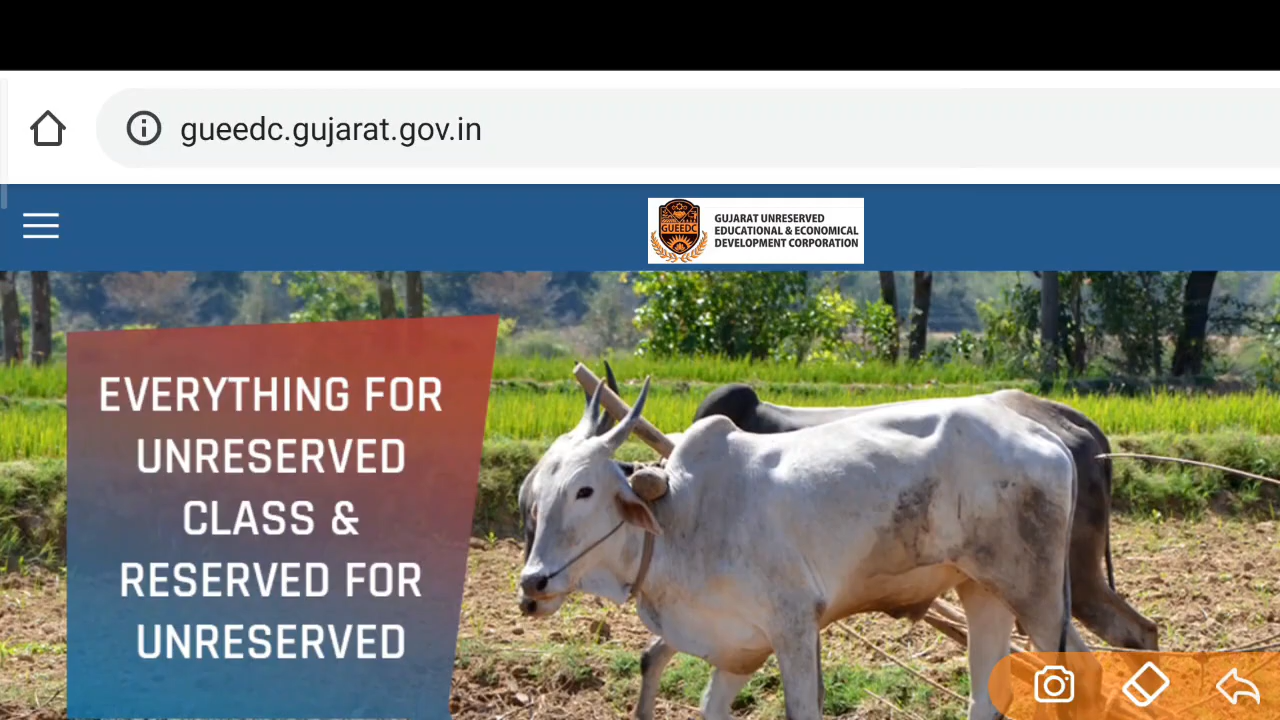 gueedc.gujarat.gov.in
GUEEDC
GUJARAT UNRESERVED
EDUCATIONAL & ECONOMICAL
DEVELOPMENT CORPORATION
EVERYTHING FOR
UNRESERVED
CLASS &
RESERVED FOR
UNRESERVED